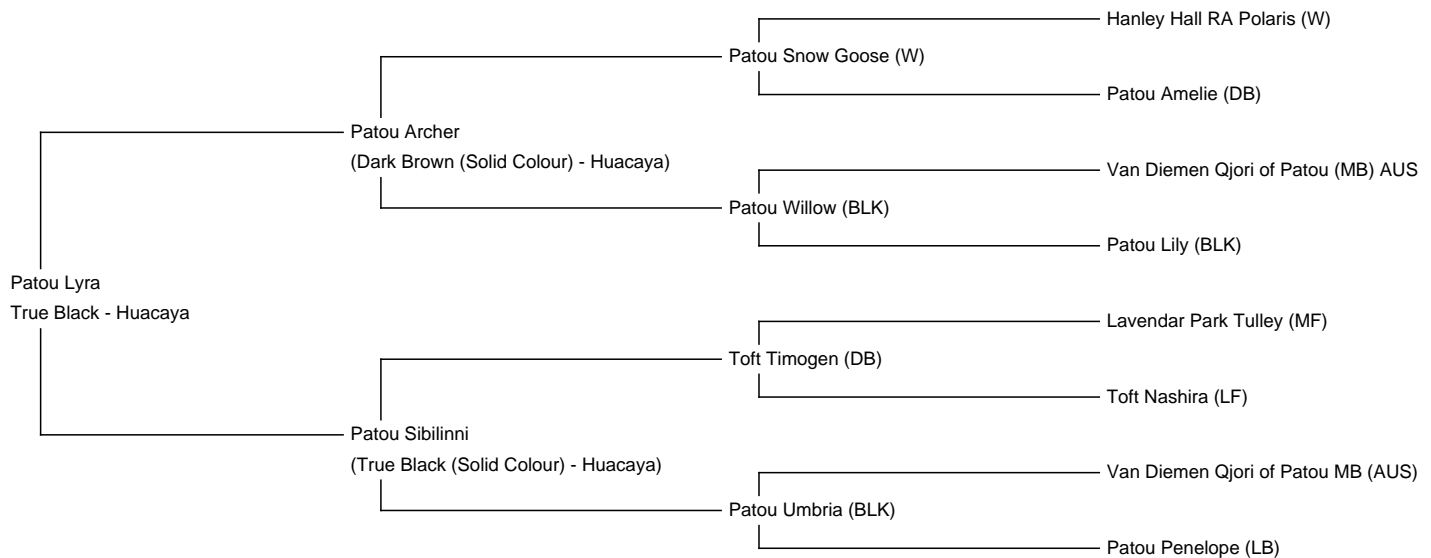 Hanley Hall RA Polaris (W)
Patou Snow Goose (W)
Patou Amelie (DB)
Patou Archer
(Dark Brown (Solid Colour) - Huacaya)
Van Diemen Qjori of Patou (MB) AUS
Patou Willow (BLK)
Patou Lily (BLK)
Patou Lyra
True Black - Huacaya
Lavendar Park Tulley (MF)
Toft Timogen (DB)
Toft Nashira (LF)
Patou Sibilinni
(True Black (Solid Colour) - Huacaya)
Van Diemen Qjori of Patou MB (AUS)
Patou Umbria (BLK)
Patou Penelope (LB)